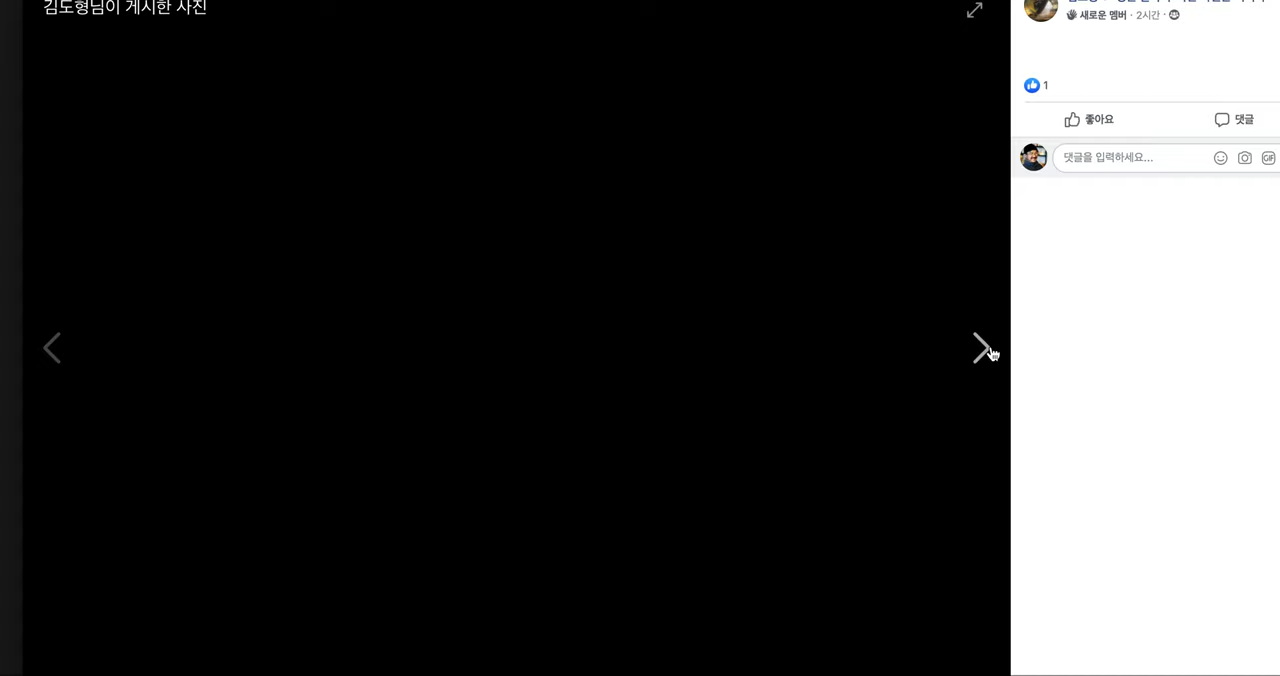 김도형님이 게시한 사진
새로운 멤버 · 2시간 ·
1
좋아요
댓글
댓글을 입력하세요...
GIF